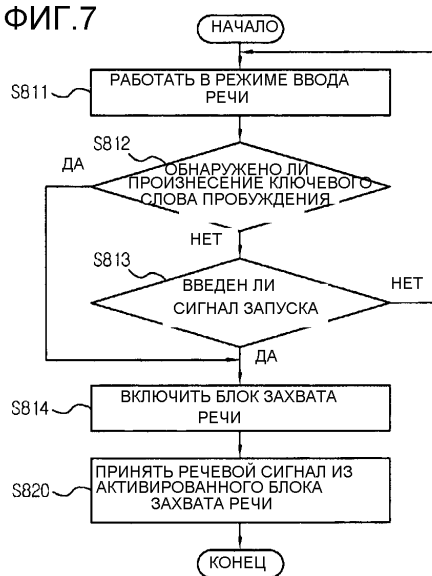 ФИГ.7
НАЧАЛО
S811
РАБОТАТЬ В РЕЖИМЕ ВВОДА
РЕЧИ
S812
ДА
ОБНАРУЖЕНО ЛИ
ПРОИЗНЕСЕНИЕ КЛЮЧЕВОГО
СЛОВА ПРОБУЖДЕНИЯ
НЕТ
S813
ВВЕДЕН ЛИ
СИГНАЛ ЗАПУСКА
НЕТ
ДА
S814
ВКЛЮЧИТЬ БЛОК ЗАХВАТА
РЕЧИ
S820
ПРИНЯТЬ РЕЧЕВОЙ СИГНАЛ ИЗ
АКТИВИРОВАННОГО БЛОКА
ЗАХВАТА РЕЧИ
КОНЕЦ